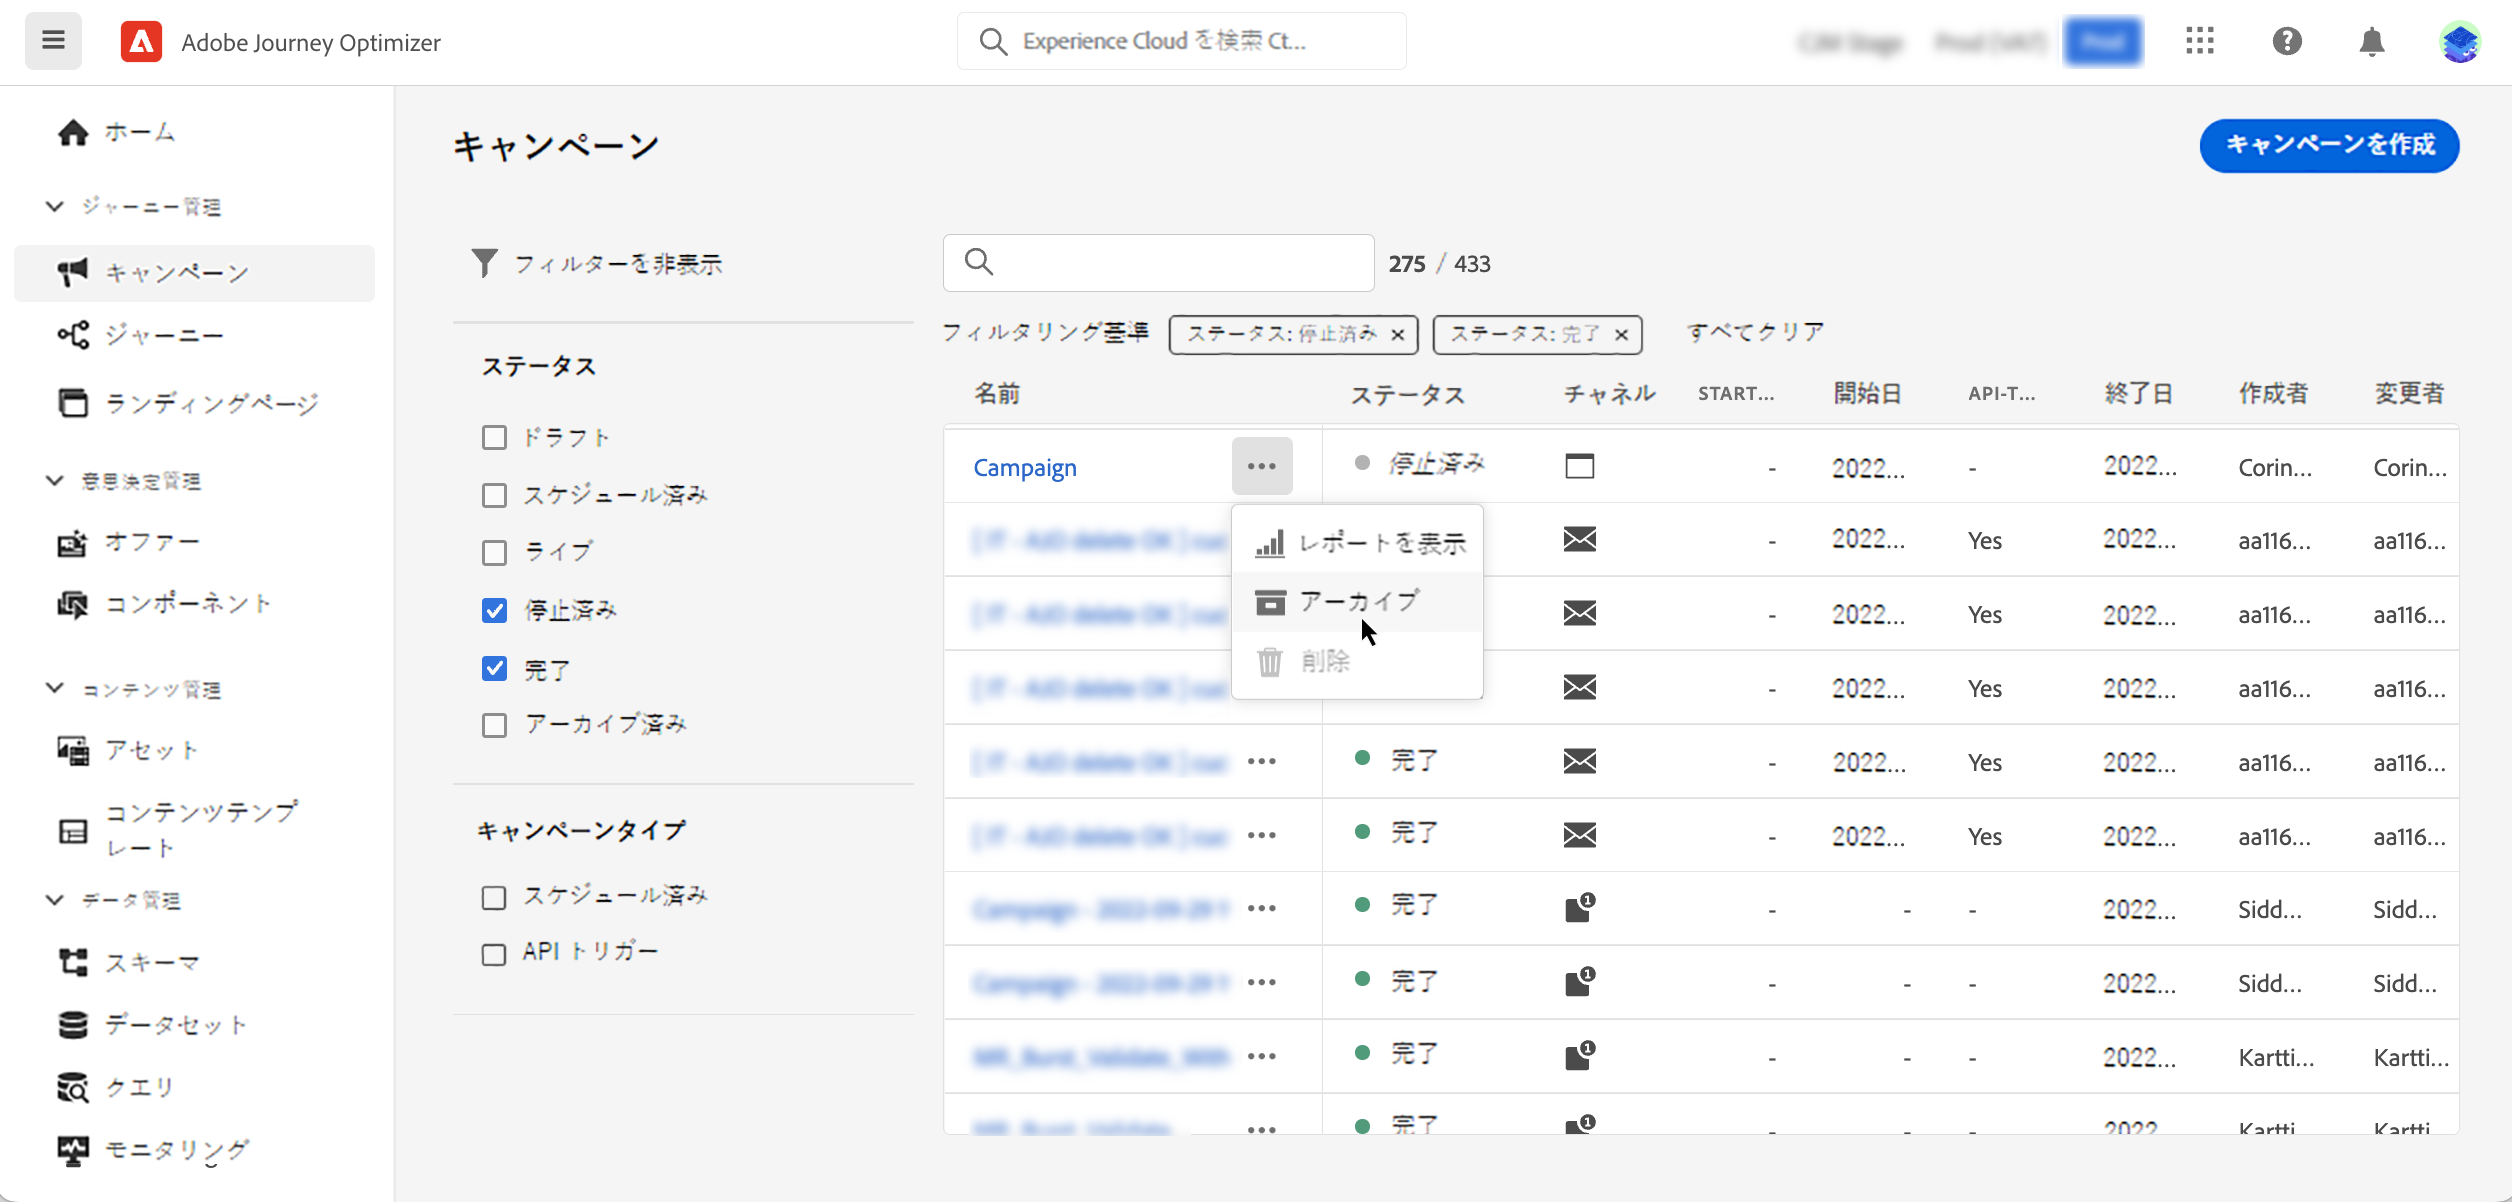 Adobe Journey Optimizer
Experience Cloud を検索 Ct...
ホーム
ジャーニー管理
キャンペーン
ジャーニー
ランディングページ
意思決定管理
オファー
コンポーネント
コンテンツ管理
アセット
コンテンツテンプ
レート
データ管理
スキーマ
データセット
クエリ
モニタリング
キャンペーン
キャンペーンを作成
フィルターを非表示
ステータス
ドラフト
スケジュール済み
ライブ
停止済み
完了
アーカイブ済み
キャンペーンタイプ
スケジュール済み
API トリガー
275 / 433
フィルタリング基準 ステータス: 停止済み × ステータス: 完了 × すべてクリア
名前 ステータス チャネル START... 開始日 API-T... 終了日 作成者 変更者
Campaign ... 停止済み - 2022... - 2022... Corin... Corin...
- 2022... Yes 2022... aa116... aa116...
- 2022... Yes 2022... aa116... aa116...
- 2022... Yes 2022... aa116... aa116...
レポートを表示
アーカイブ
削除
... 完了 - 2022... Yes 2022... aa116... aa116...
... 完了 - 2022... Yes 2022... aa116... aa116...
... 完了 1 - - - 2022... Sidd... Sidd...
... 完了 1 - - - 2022... Sidd... Sidd...
... 完了 1 - - - 2022... Kartti... Kartti...
... 完了 1 - - - 2022 Kartti Kartti